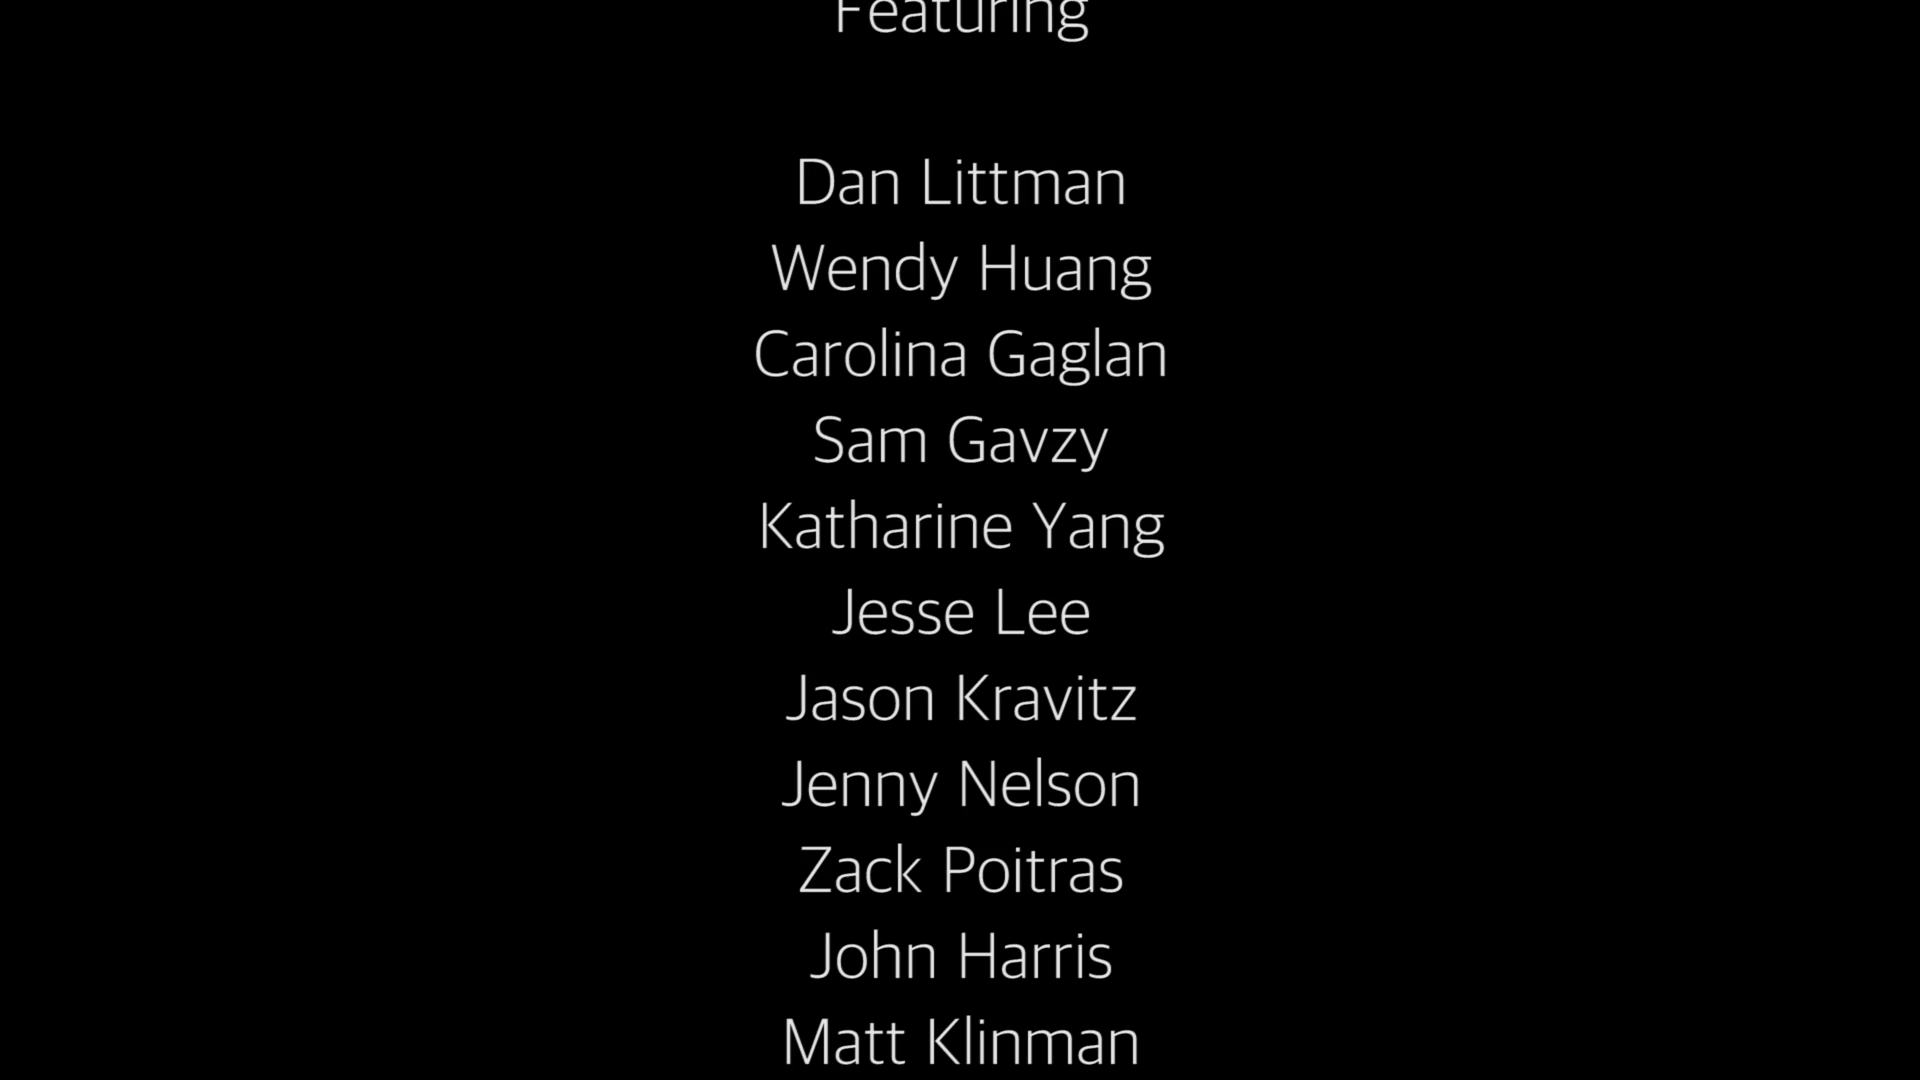 Featuring
Dan Littman
Wendy Huang
Carolina Gaglan
Sam Gavzy
Katharine Yang
Jesse Lee
Jason Kravitz
Jenny Nelson
Zack Poitras
John Harris
Matt Klinman